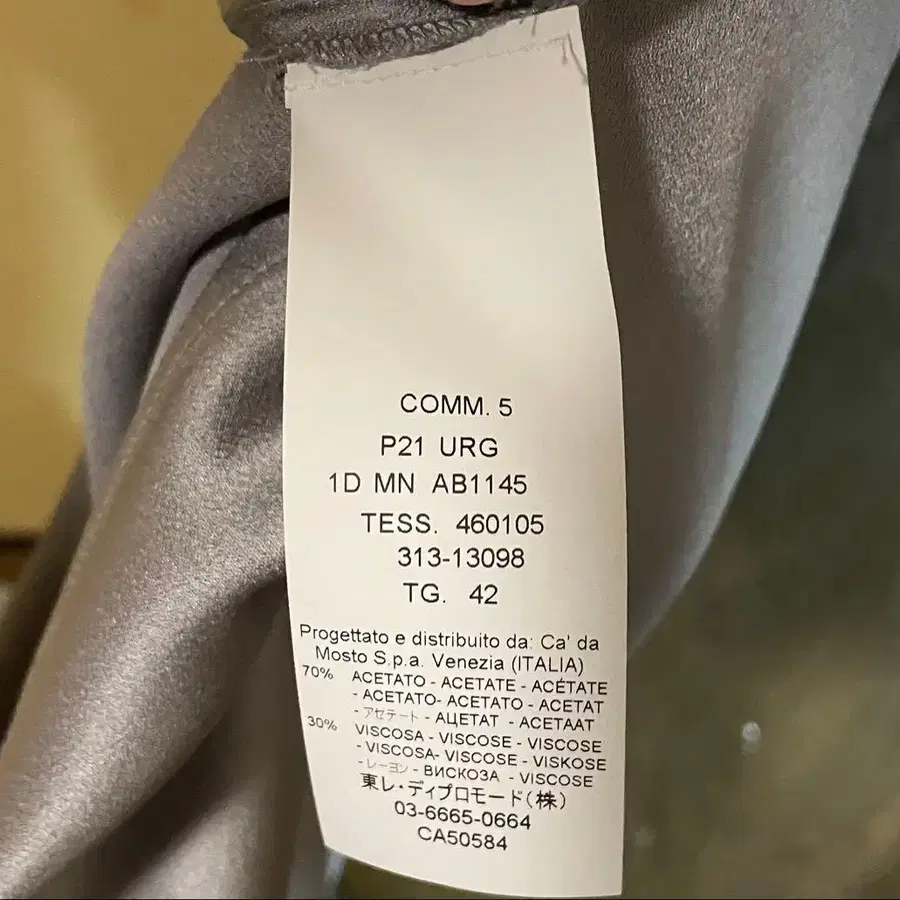 COMM. 5
P21 URG
1D MN AB1145
TESS. 460105
313-13098
TG. 42
Progettato e distribuito da: Ca' da
Mosto S.p.a. Venezia (ITALIA)
70% ACETATO - ACETATE - ACÉTATE
- ACETATO- ACETATO - ACETAT
- アセテート - АЦЕТАТ - ACETAAT
30% VISCOSA - VISCOSE - VISCOSE
- VISCOSA- VISCOSE - VISKOSE
- レーヨン - ВИСКОЗА - VISCOSE
東レ・ディプロモード(株)
03-6665-0664
CA50584